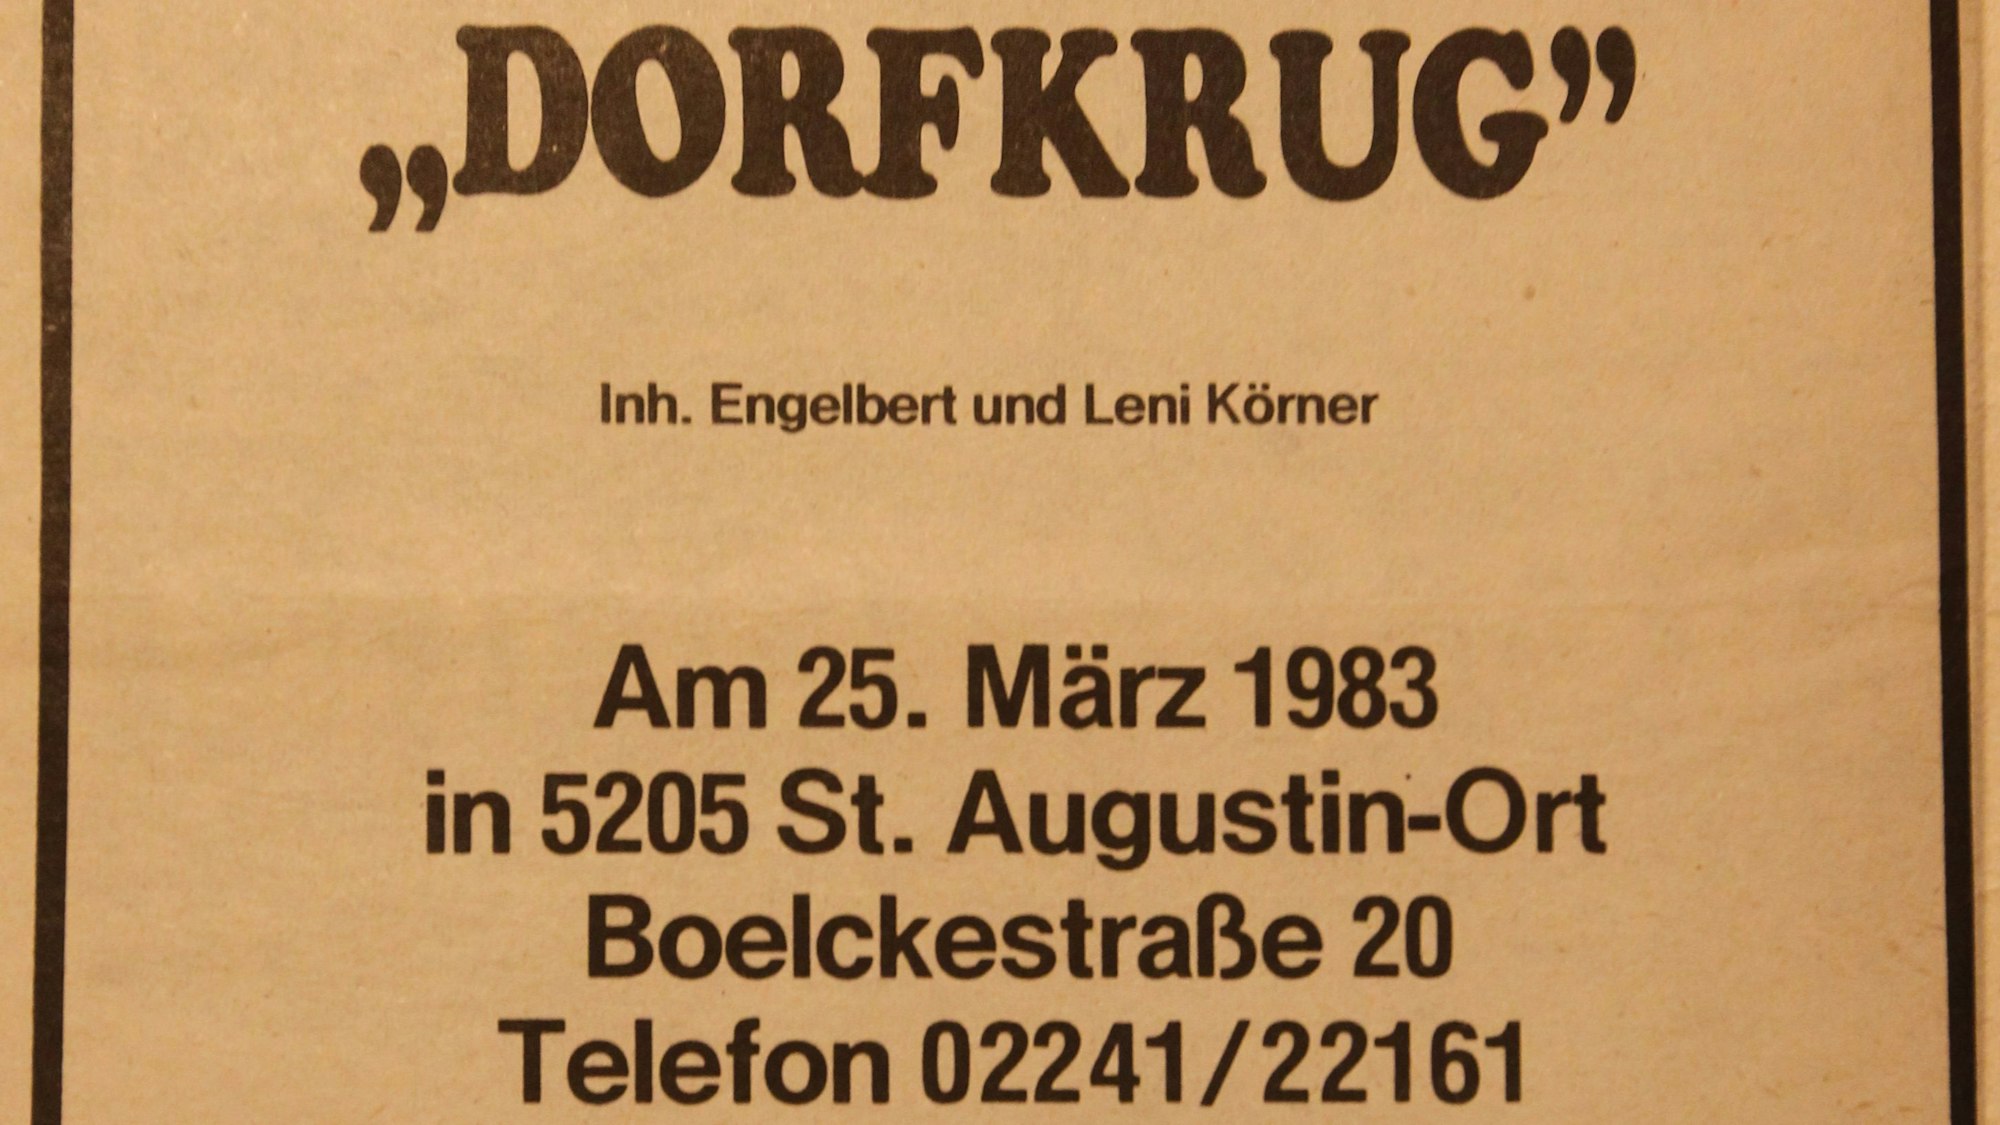 „DORFKRUG”
Inh. Engelbert und Leni Körner
Am 25. März 1983
in 5205 St. Augustin-Ort
Boelckestraße 20
Telefon 02241/22161